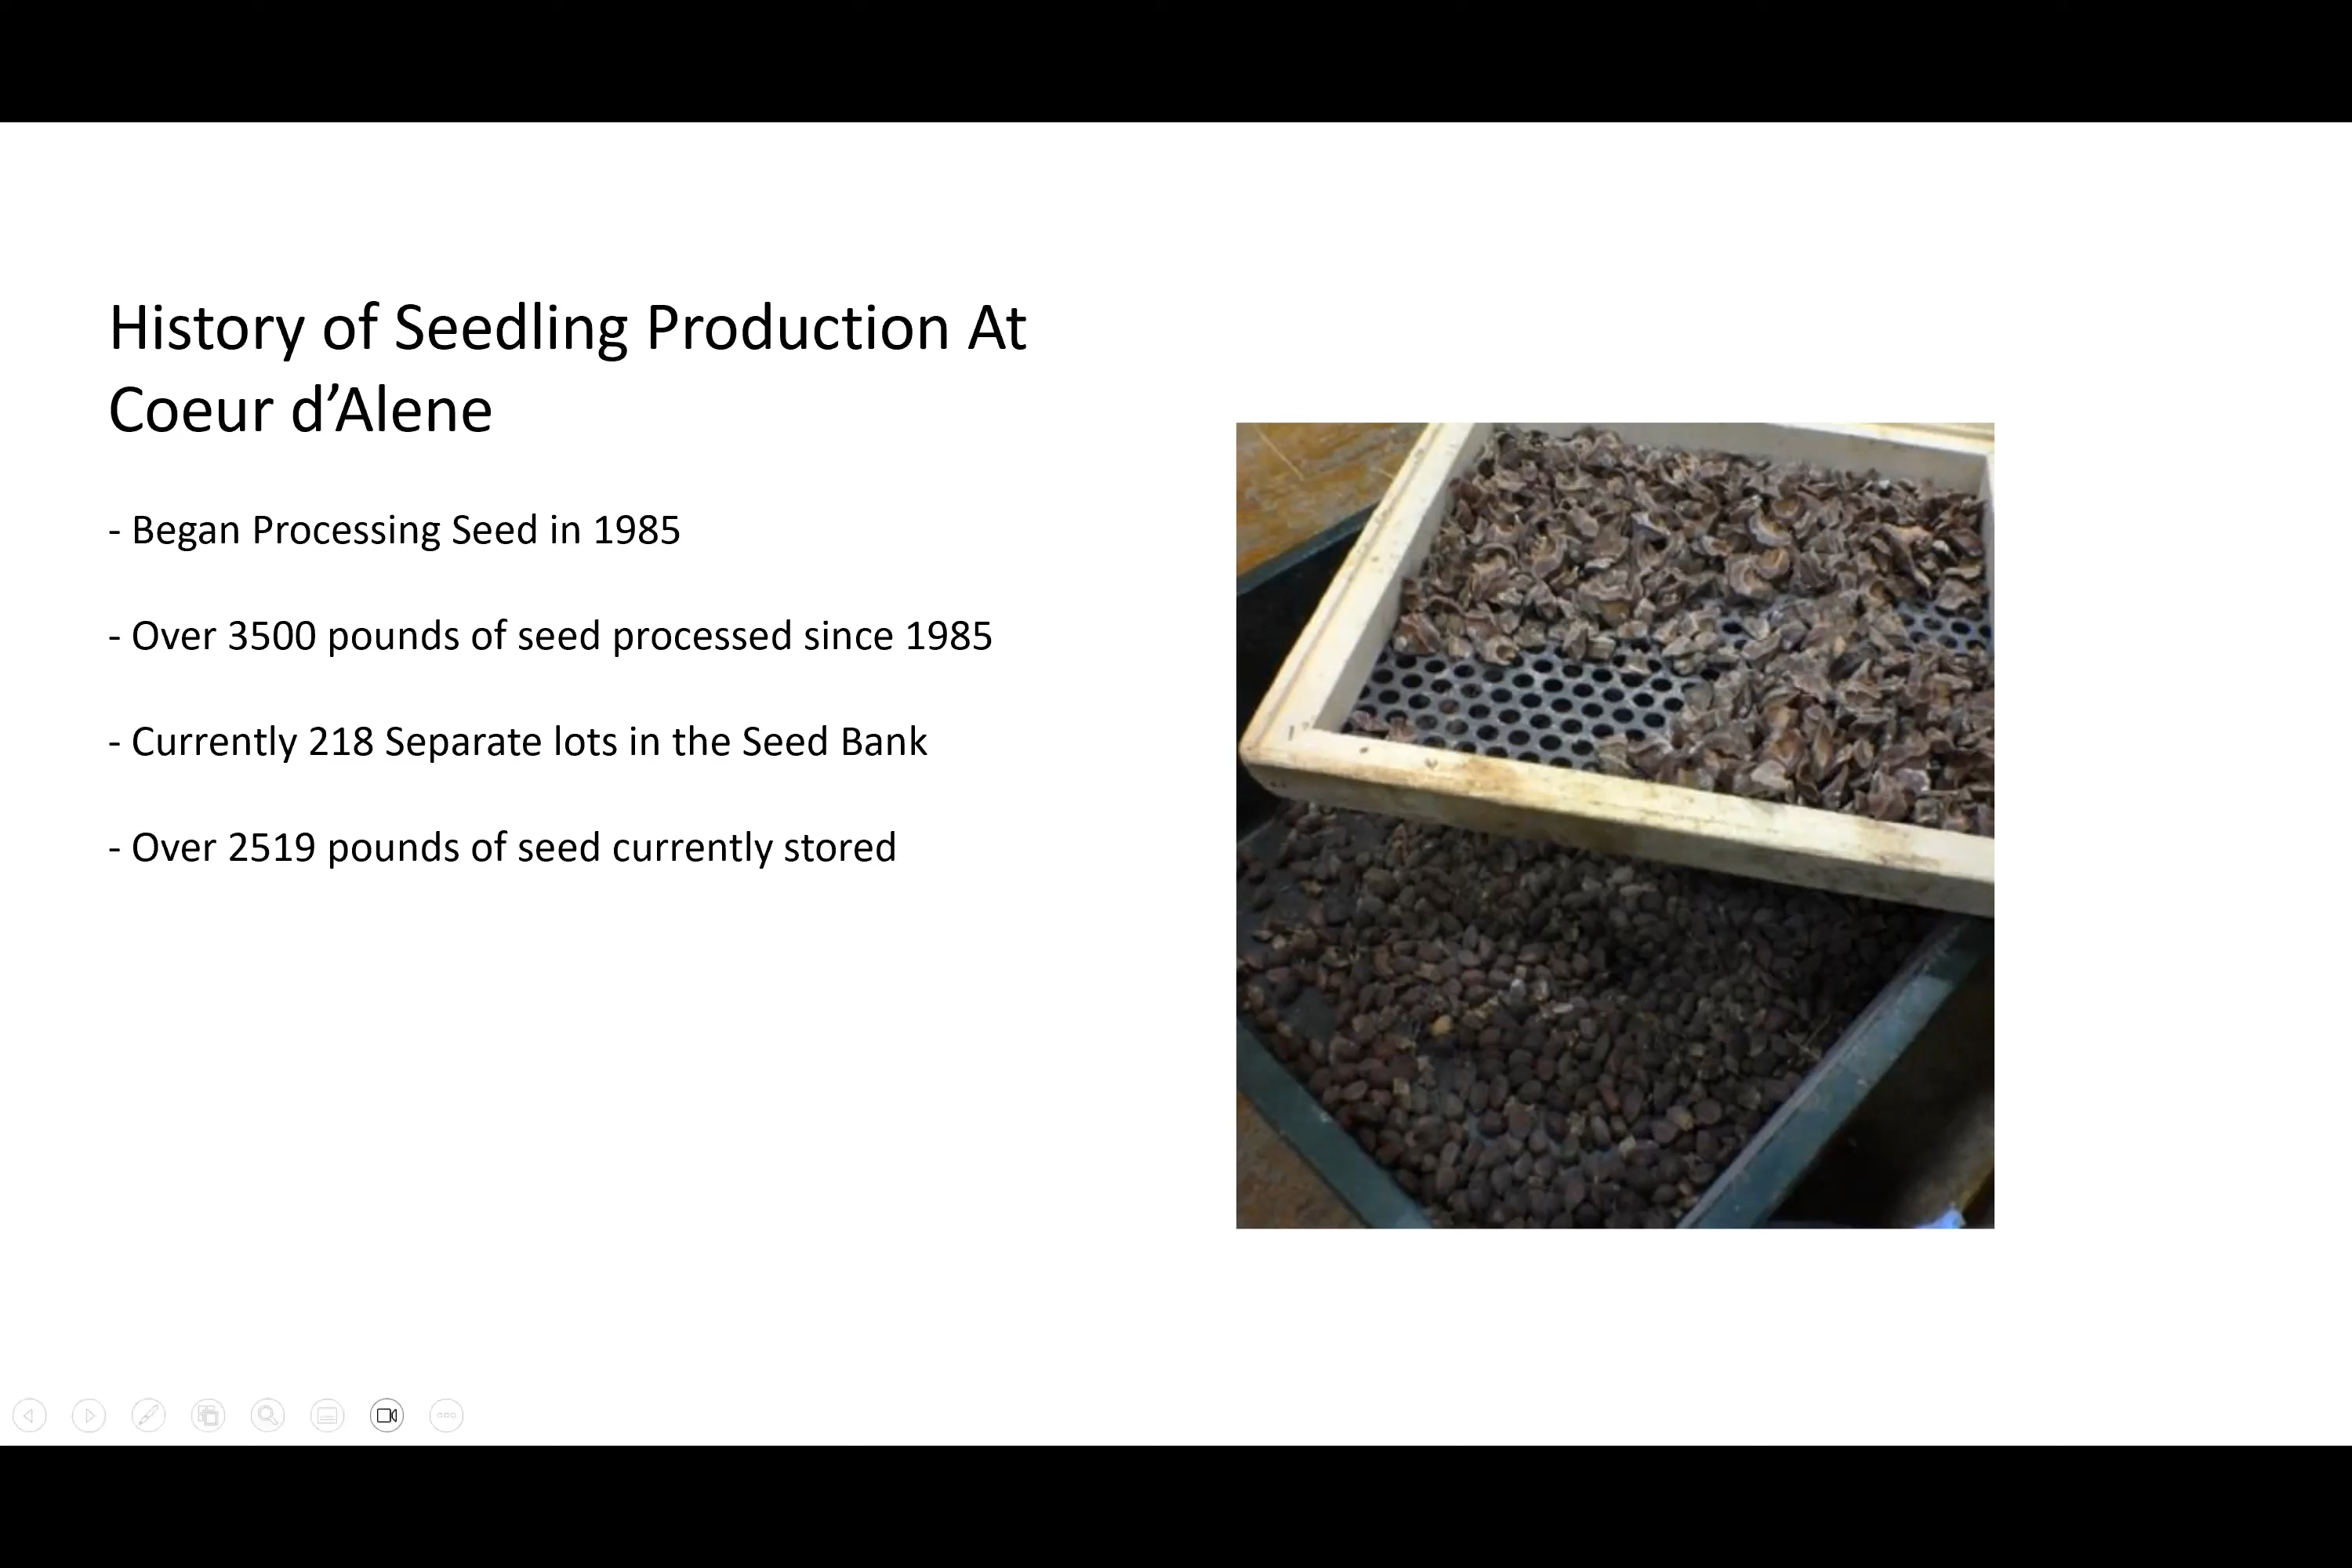 History of Seedling Production At
Coeur d’Alene
- Began Processing Seed in 1985
- Over 3500 pounds of seed processed since 1985
- Currently 218 Separate lots in the Seed Bank
- Over 2519 pounds of seed currently stored